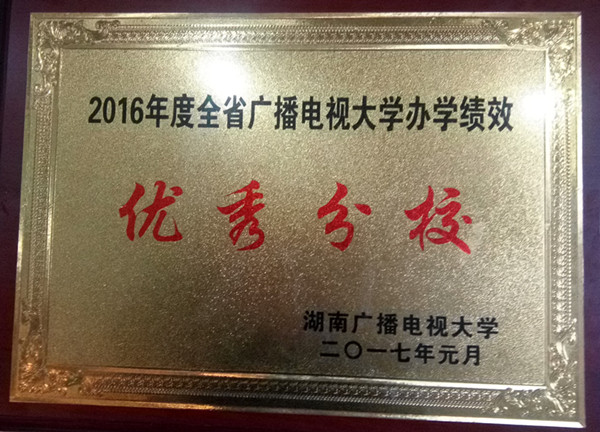 2016年度全省广播电视大学办学绩效
优秀分校
湖南广播电视大学
二〇一七年元月